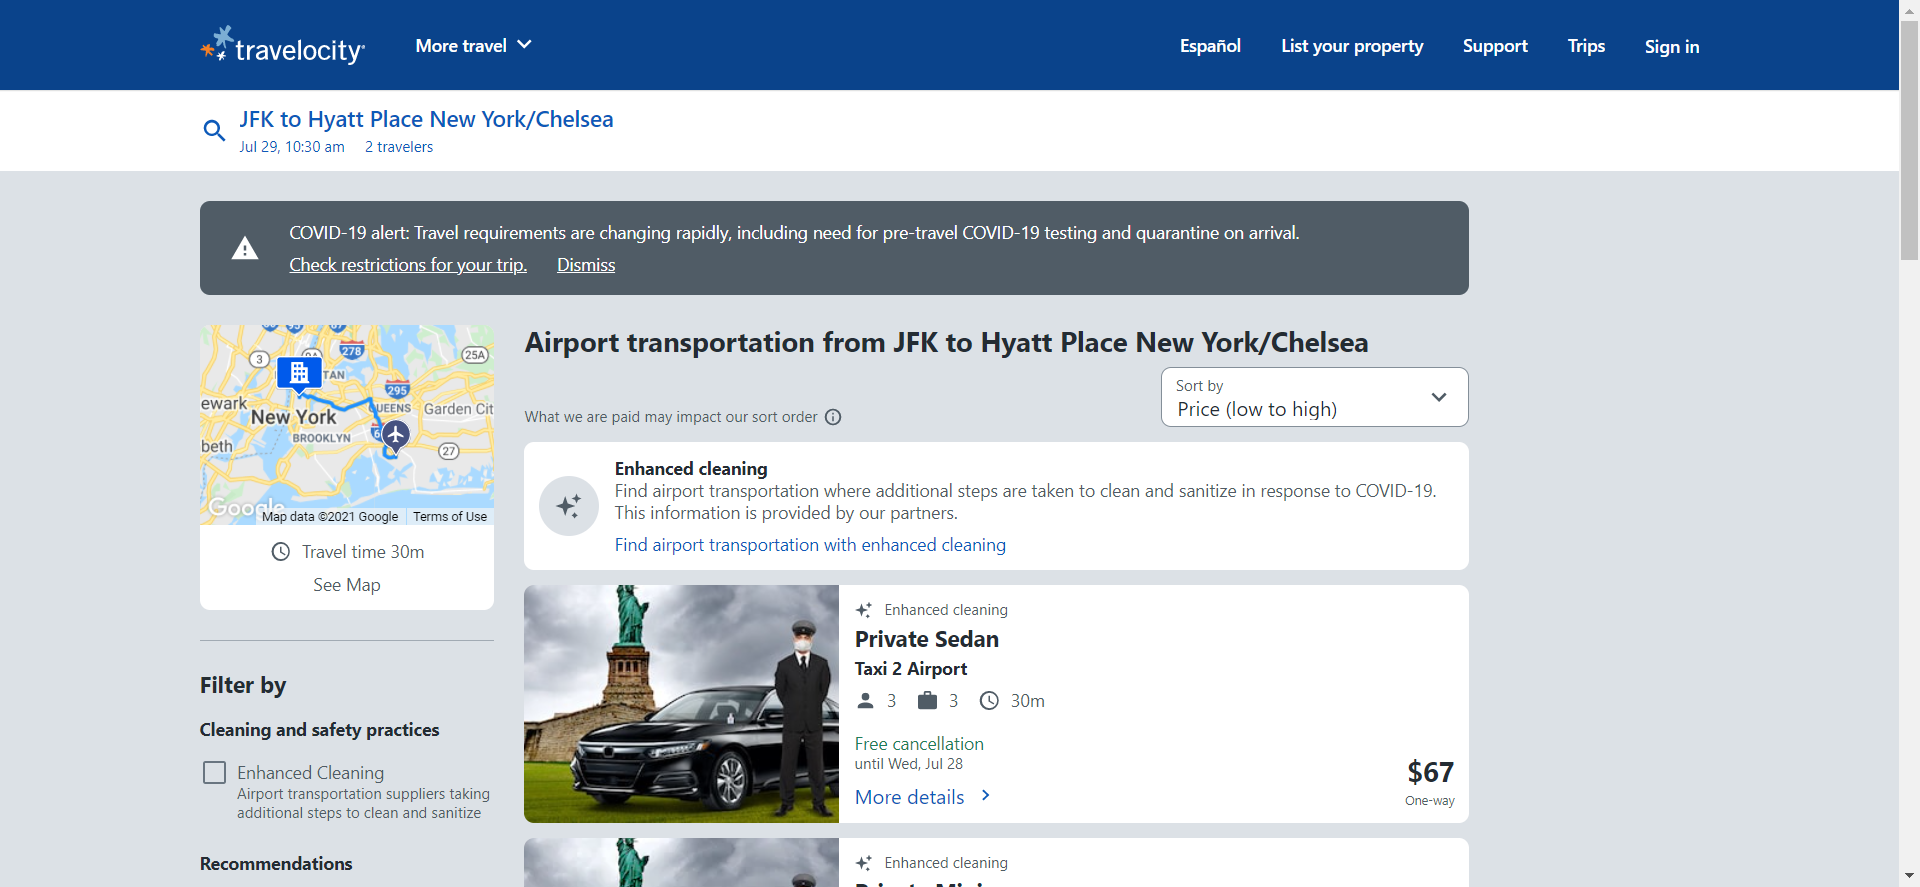 travelocity
More travel
Español
List your property
Support
Trips
Sign in
JFK to Hyatt Place New York/Chelsea
Jul 29, 10:30 am 2 travelers
COVID-19 alert: Travel requirements are changing rapidly, including need for pre-travel COVID-19 testing and quarantine on arrival.
Check restrictions for your trip. Dismiss
3
278
25A
TAN
295
ewark
QUEENS
Garden Cit
New York
BROOKLYN
6
beth
27
Google
Map data ©2021 Google
Terms of Use
Travel time 30m
See Map
Filter by
Cleaning and safety practices
Enhanced Cleaning
Airport transportation suppliers taking
additional steps to clean and sanitize
Recommendations
Airport transportation from JFK to Hyatt Place New York/Chelsea
Sort by
Price (low to high)
What we are paid may impact our sort order
Enhanced cleaning
Find airport transportation where additional steps are taken to clean and sanitize in response to COVID-19.
This information is provided by our partners.
Find airport transportation with enhanced cleaning
Enhanced cleaning
Private Sedan
Taxi 2 Airport
3 3 30m
Free cancellation
until Wed, Jul 28
More details
$67
One-way
Enhanced cleaning